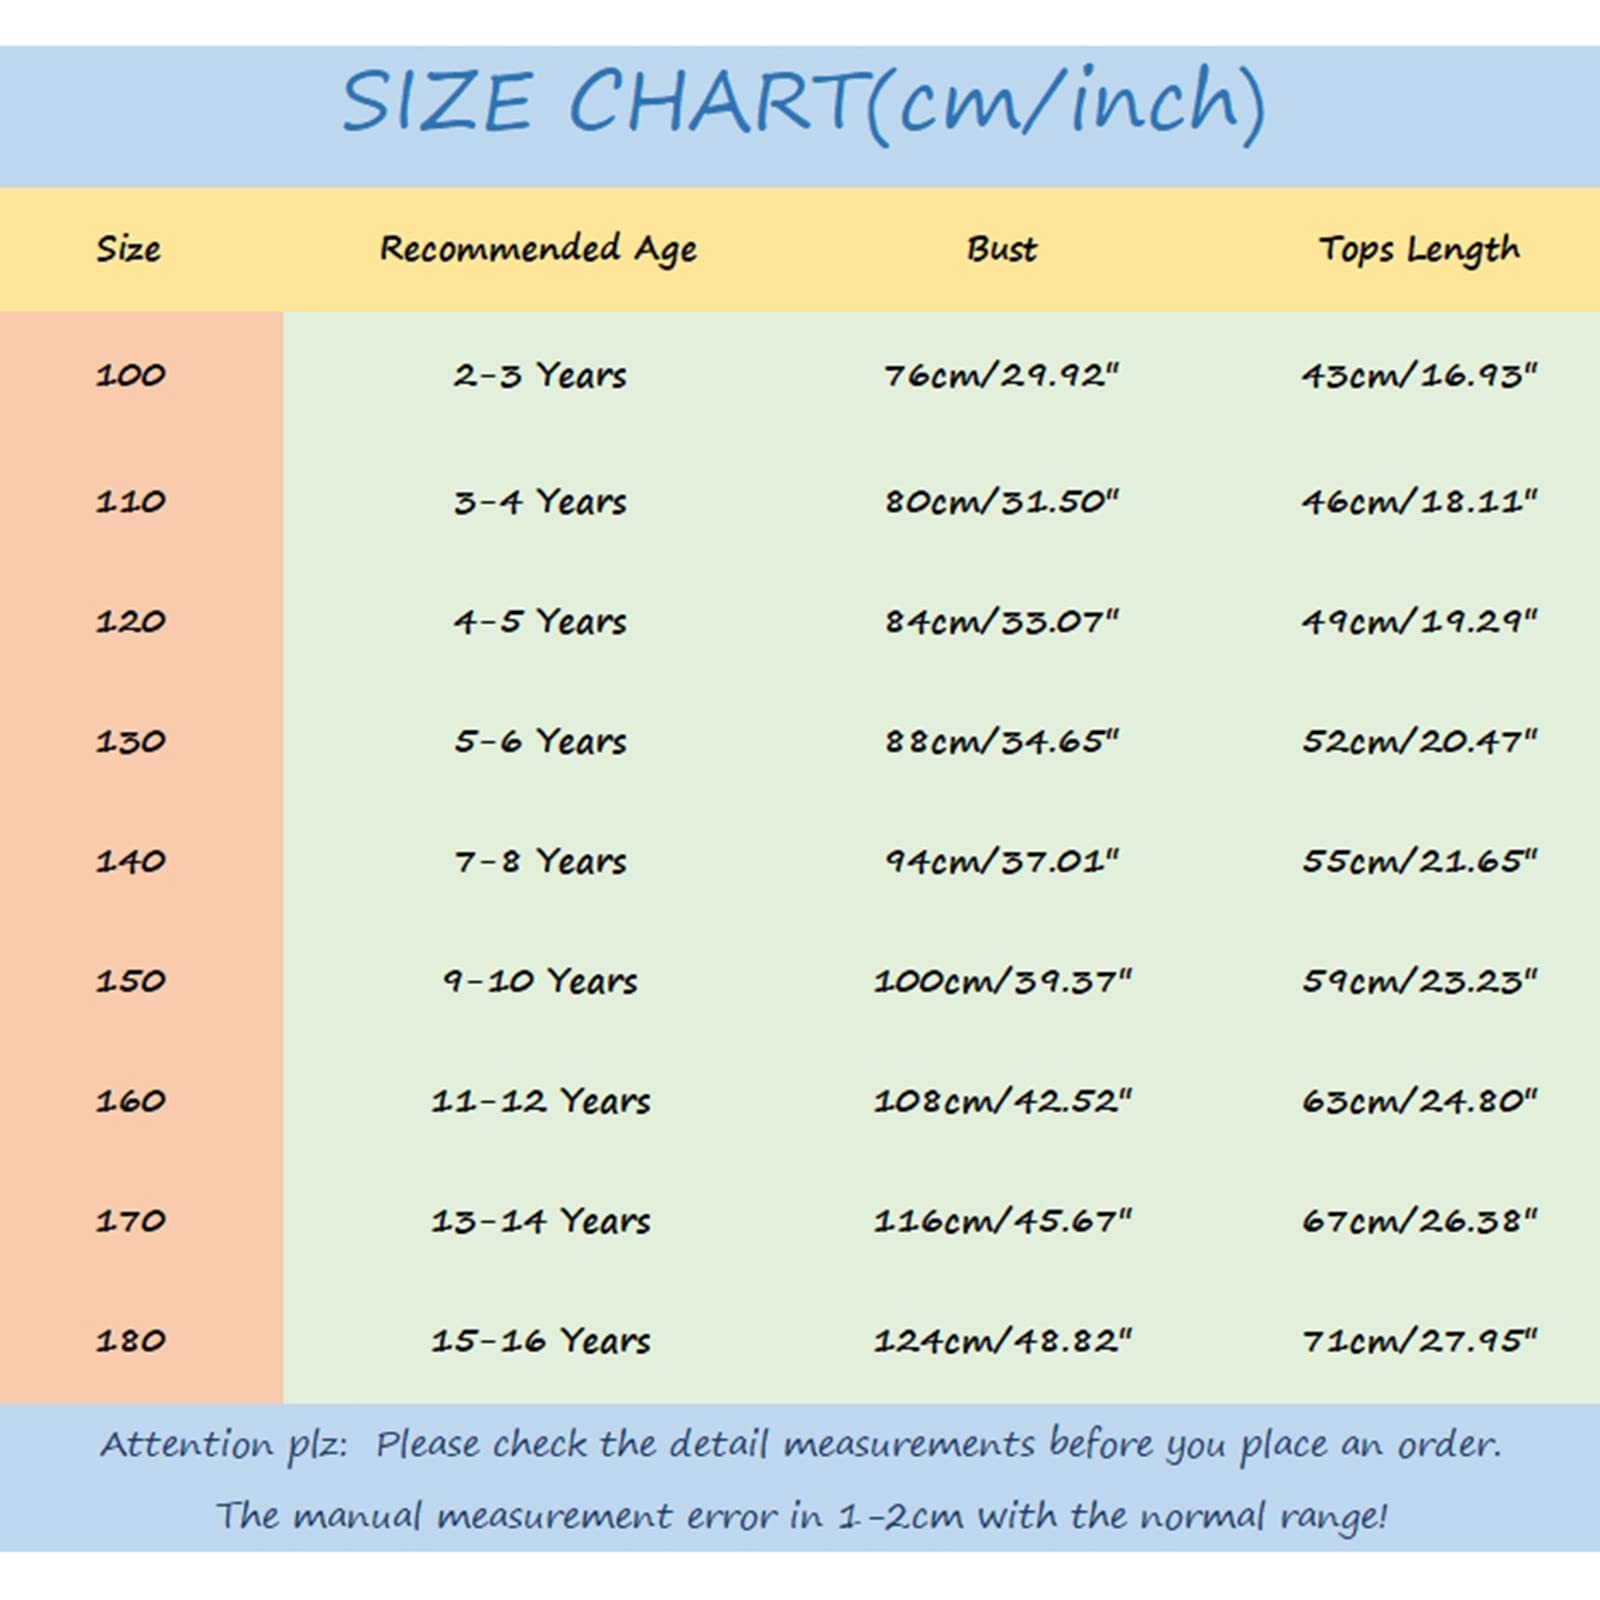 SIZE CHART(cm/inch)
Size Recommended Age Bust Tops Length
100 2-3 Years 76cm/29.92" 43cm/16.93"
110 3-4 Years 80cm/31.50" 46cm/18.11"
120 4-5 Years 84cm/33.07" 49cm/19.29"
130 5-6 Years 88cm/34.65" 52cm/20.47"
140 7-8 Years 94cm/37.01" 55cm/21.65"
150 9-10 Years 100cm/39.37" 59cm/23.23"
160 11-12 Years 108cm/42.52" 63cm/24.80"
170 13-14 Years 116cm/45.67" 67cm/26.38"
180 15-16 Years 124cm/48.82" 71cm/27.95"
Attention plz: Please check the detail measurements before you place an order.
The manual measurement error in 1-2cm with the normal range!